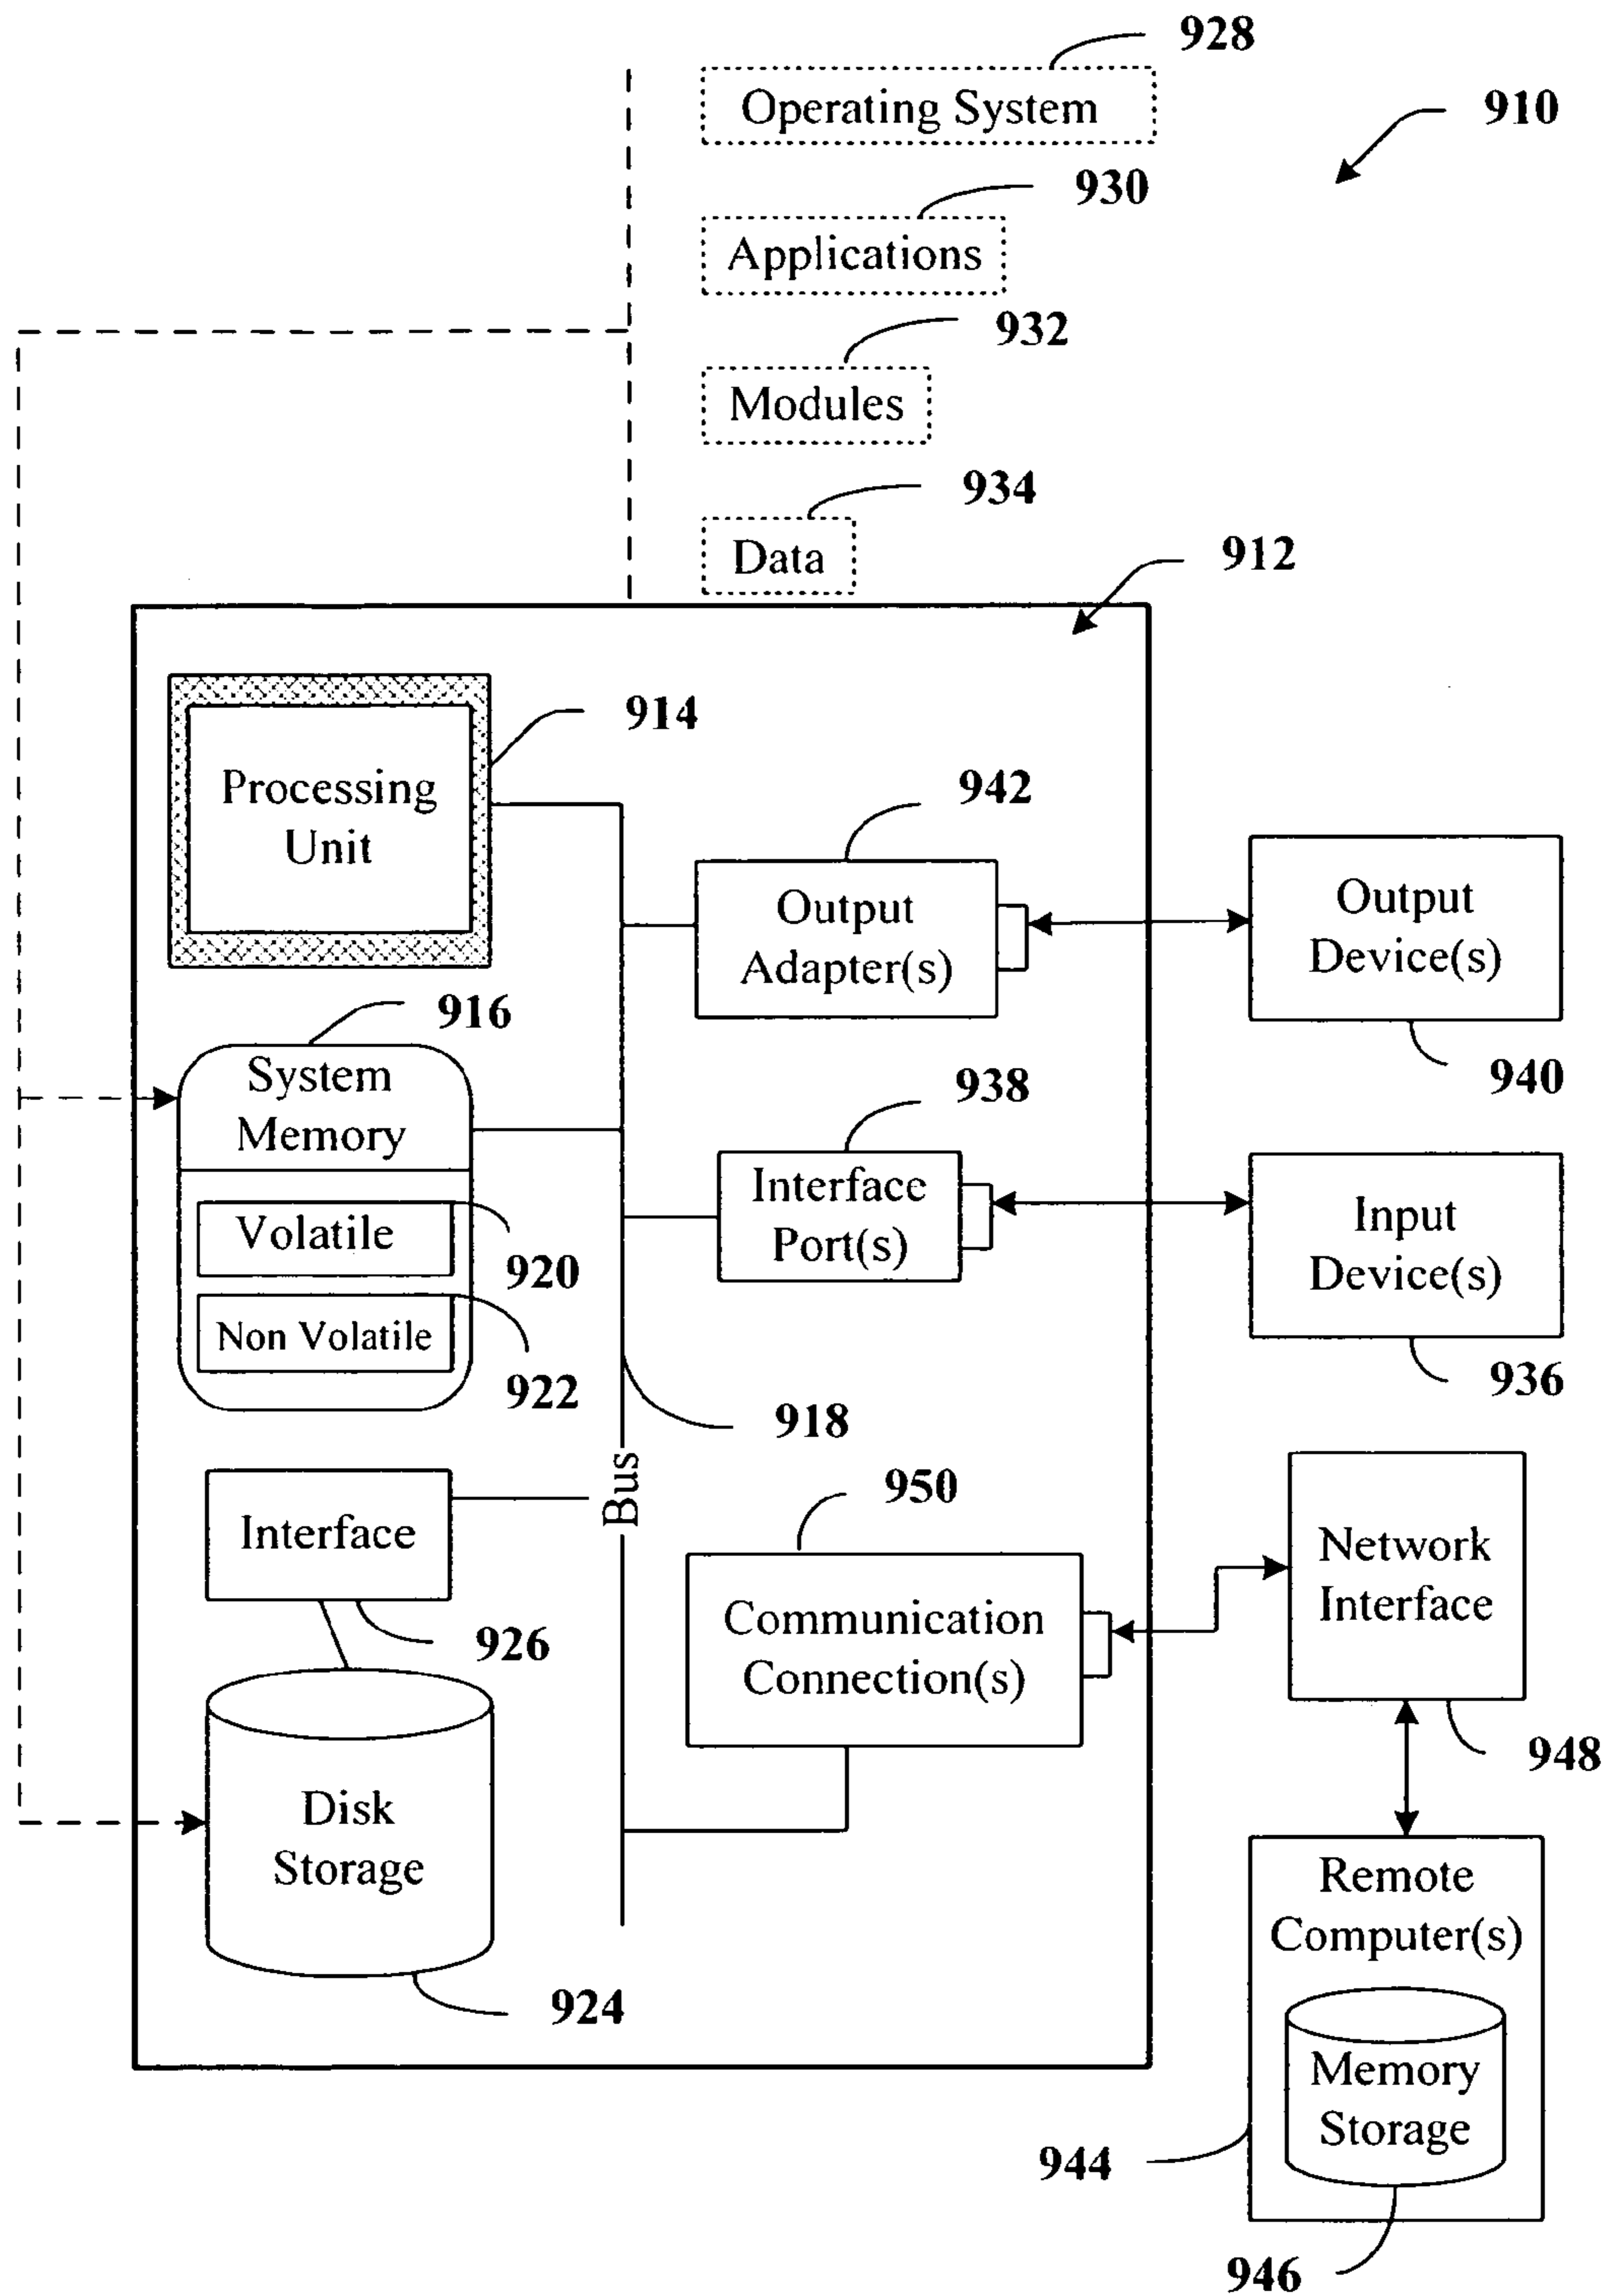 928
Operating System
910
930
Applications
932
Modules
934
Data
912
914
Processing
Unit
942
Output
Adapter(s)
Output
Device(s)
940
916
System
Memory
938
Interface
Port(s)
Input
Device(s)
936
Volatile
920
Non Volatile
922
918
Bus
950
Interface
926
Communication
Connection(s)
Network
Interface
948
Disk
Storage
924
Remote
Computer(s)
Memory
Storage
944
946